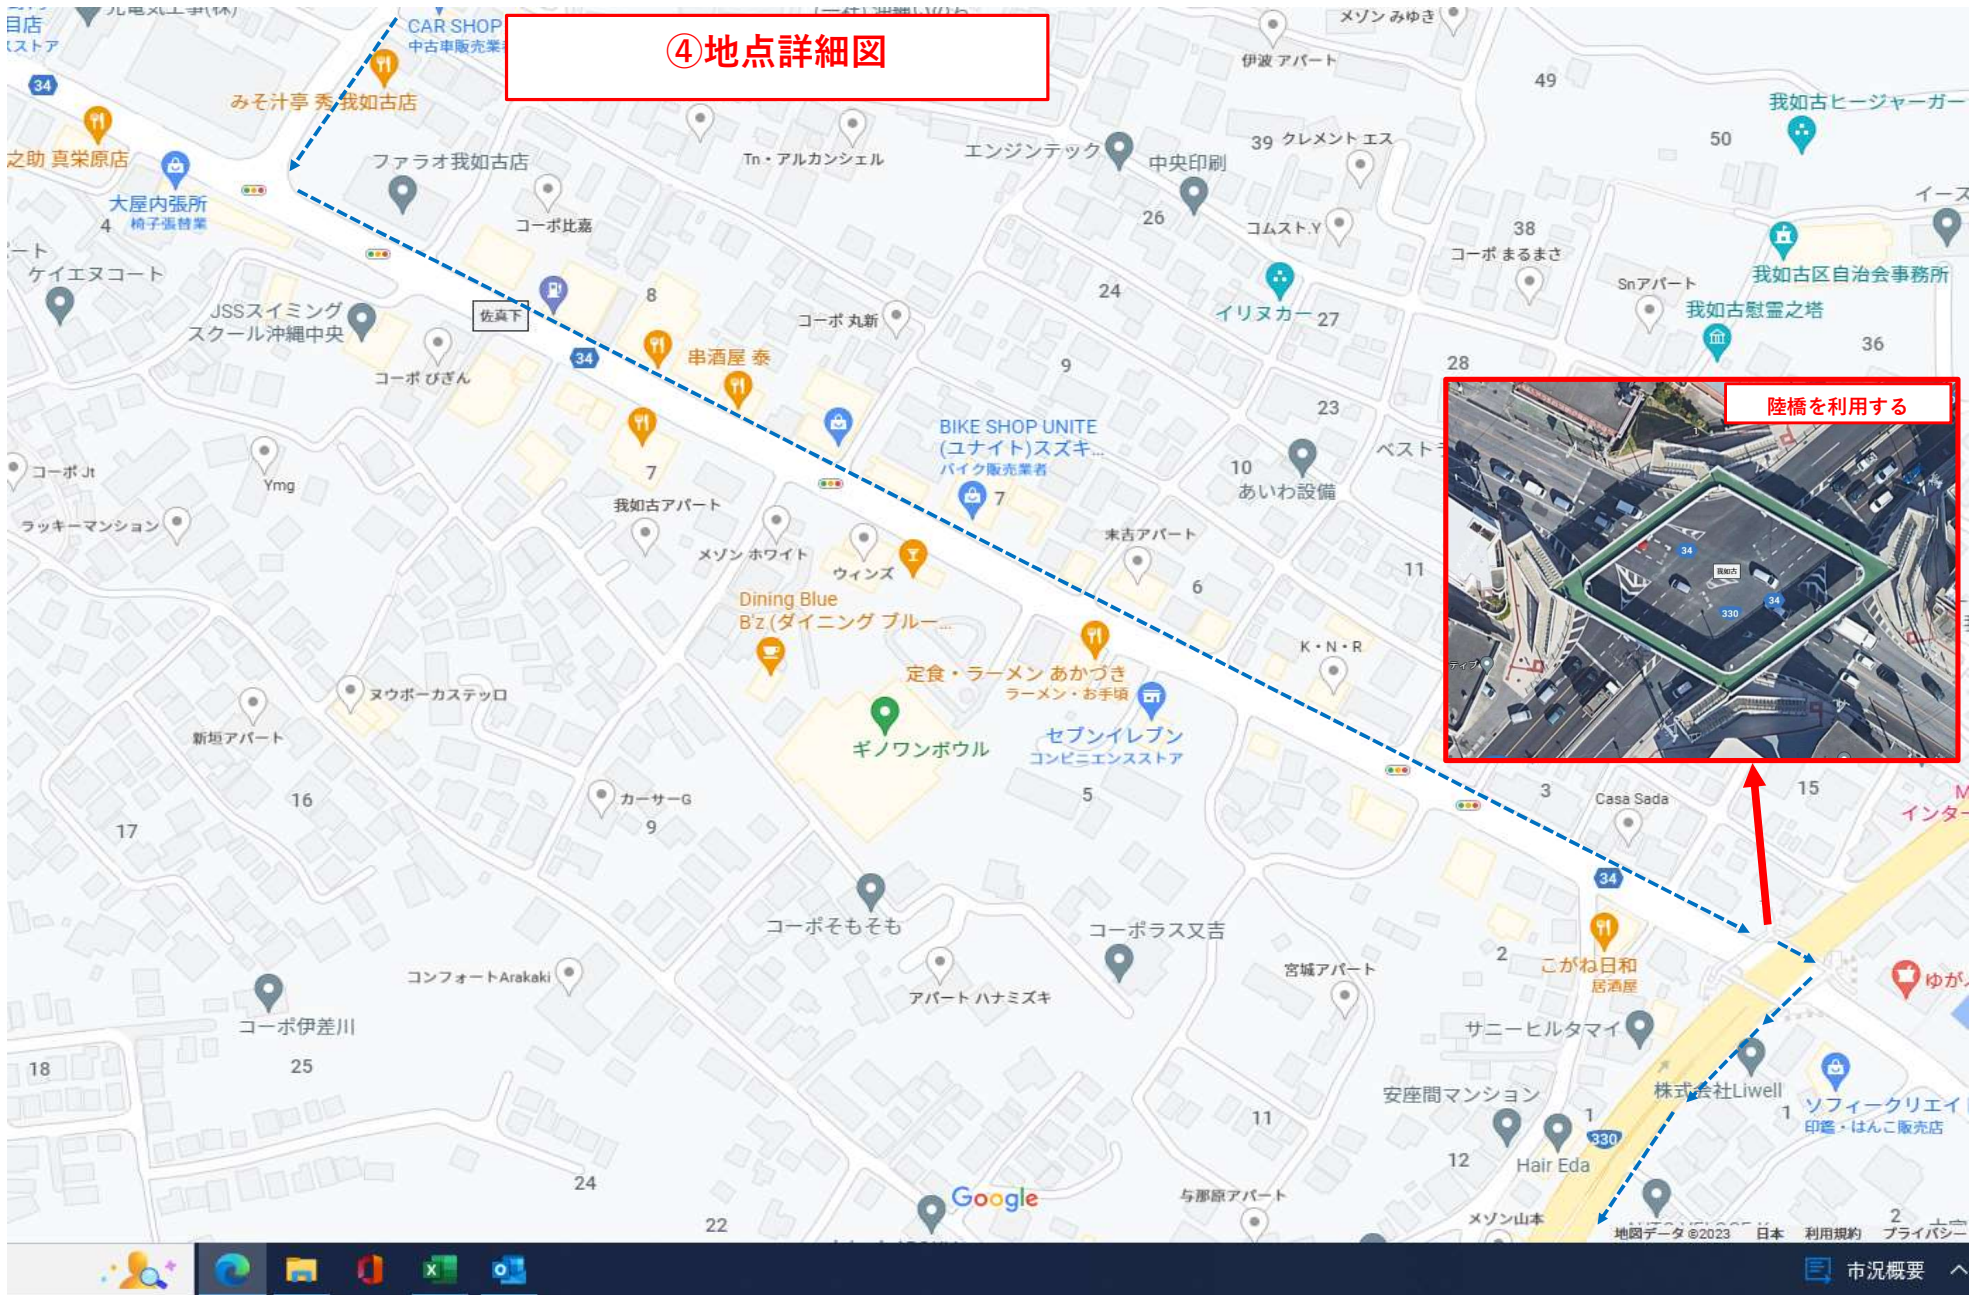 ④地点詳細図
目店
CAR SHOP
中古車販売業者
メゾン みゆき
伊波 アパート
49
34
みそ汁亭 秀 我如古店
我如古ヒージャーガー
50
之助 真栄原店
ファラオ我如古店
Tn・アルカンシェル
エンジンテック
中央印刷
39
クレメント エス
大屋内張所
椅子張替業
4
コーポ比嘉
26
コムスト.Y
38
コーポ まるまさ
我如古区自治会事務所
ケイエヌコート
JSSスイミング
スクール沖縄中央
佐真下
8
コーポ 丸新
24
イリヌカー
27
Snアパート
我如古慰霊之塔
36
34
串酒屋 泰
コーポ びぎん
9
28
23
陸橋を利用する
BIKE SHOP UNITE
(ユナイト)スズキ...
バイク販売業者
7
コーポ Jt
Ymg
7
我如古アパート
10
あいわ設備
ラッキーマンション
メゾン ホワイト
ウィンズ
末吉アパート
11
6
34
我如古
330
34
Dining Blue
B'z (ダイニング ブルー...
定食・ラーメン あかつき
ラーメン・お手頃
K・N・R
ヌウボーカステッロ
新垣アパート
ギノワンボウル
セブンイレブン
コンビニエンスストア
5
16
17
カーサーG
9
3
Casa Sada
15
34
コーポそもそも
コーポラス又吉
2
こがね日和
居酒屋
コンフォートArakaki
アパート ハナミズキ
宮城アパート
コーポ伊差川
サニーヒルタマイ
18
25
安座間マンション
株式会社Liwell
1
ソフィークリエイト
印鑑・はんこ販売店
11
1
330
12
Hair Eda
24
22
Google
与那原アパート
メゾン山本
2
地図データ ©2023 日本 利用規約 プライバシー
市況概要